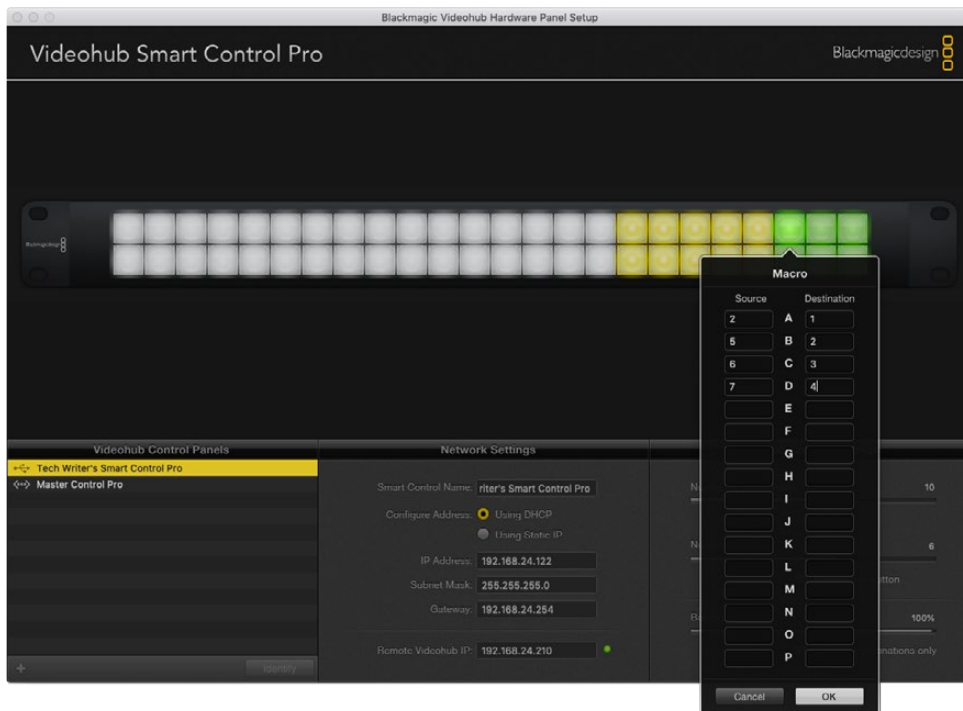 Blackmagic Videohub Hardware Panel Setup
Videohub Smart Control Pro
Blackmagicdesign
Blackmagicdesign
Macro
Source Destination
2 A 1
5 B 2
6 C 3
7 D 4
E
F
G
H
I
J
K
L
M
N
O
P
Cancel OK
Videohub Control Panels
Tech Writer's Smart Control Pro
Master Control Pro
Identify
Network Settings
Smart Control Name: riter's Smart Control Pro
Configure Address: Using DHCP
Using Static IP
IP Address: 192.168.24.122
Subnet Mask: 255.255.255.0
Gateway: 192.168.24.254
Remote Videohub IP: 192.168.24.210
10
6
100%
only